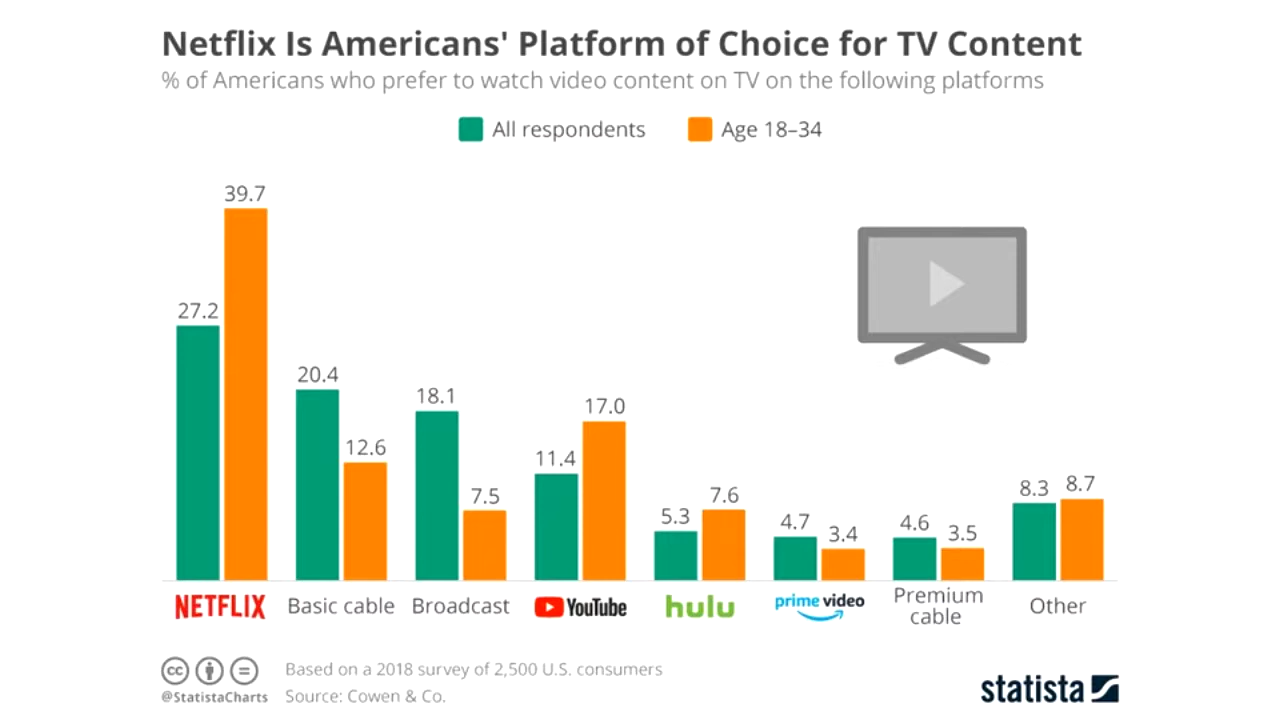 Netflix Is Americans' Platform of Choice for TV Content
% of Americans who prefer to watch video content on TV on the following platforms
All respondents Age 18–34
39.7
27.2
20.4
12.6
18.1
7.5
11.4
17.0
5.3
7.6
4.7
3.4
4.6
3.5
8.3
8.7
NETFLIX
Basic cable
Broadcast
YouTube
hulu
prime video
Premium
cable
Other
cc
@StatistaCharts
Based on a 2018 survey of 2,500 U.S. consumers
Source: Cowen & Co.
statista